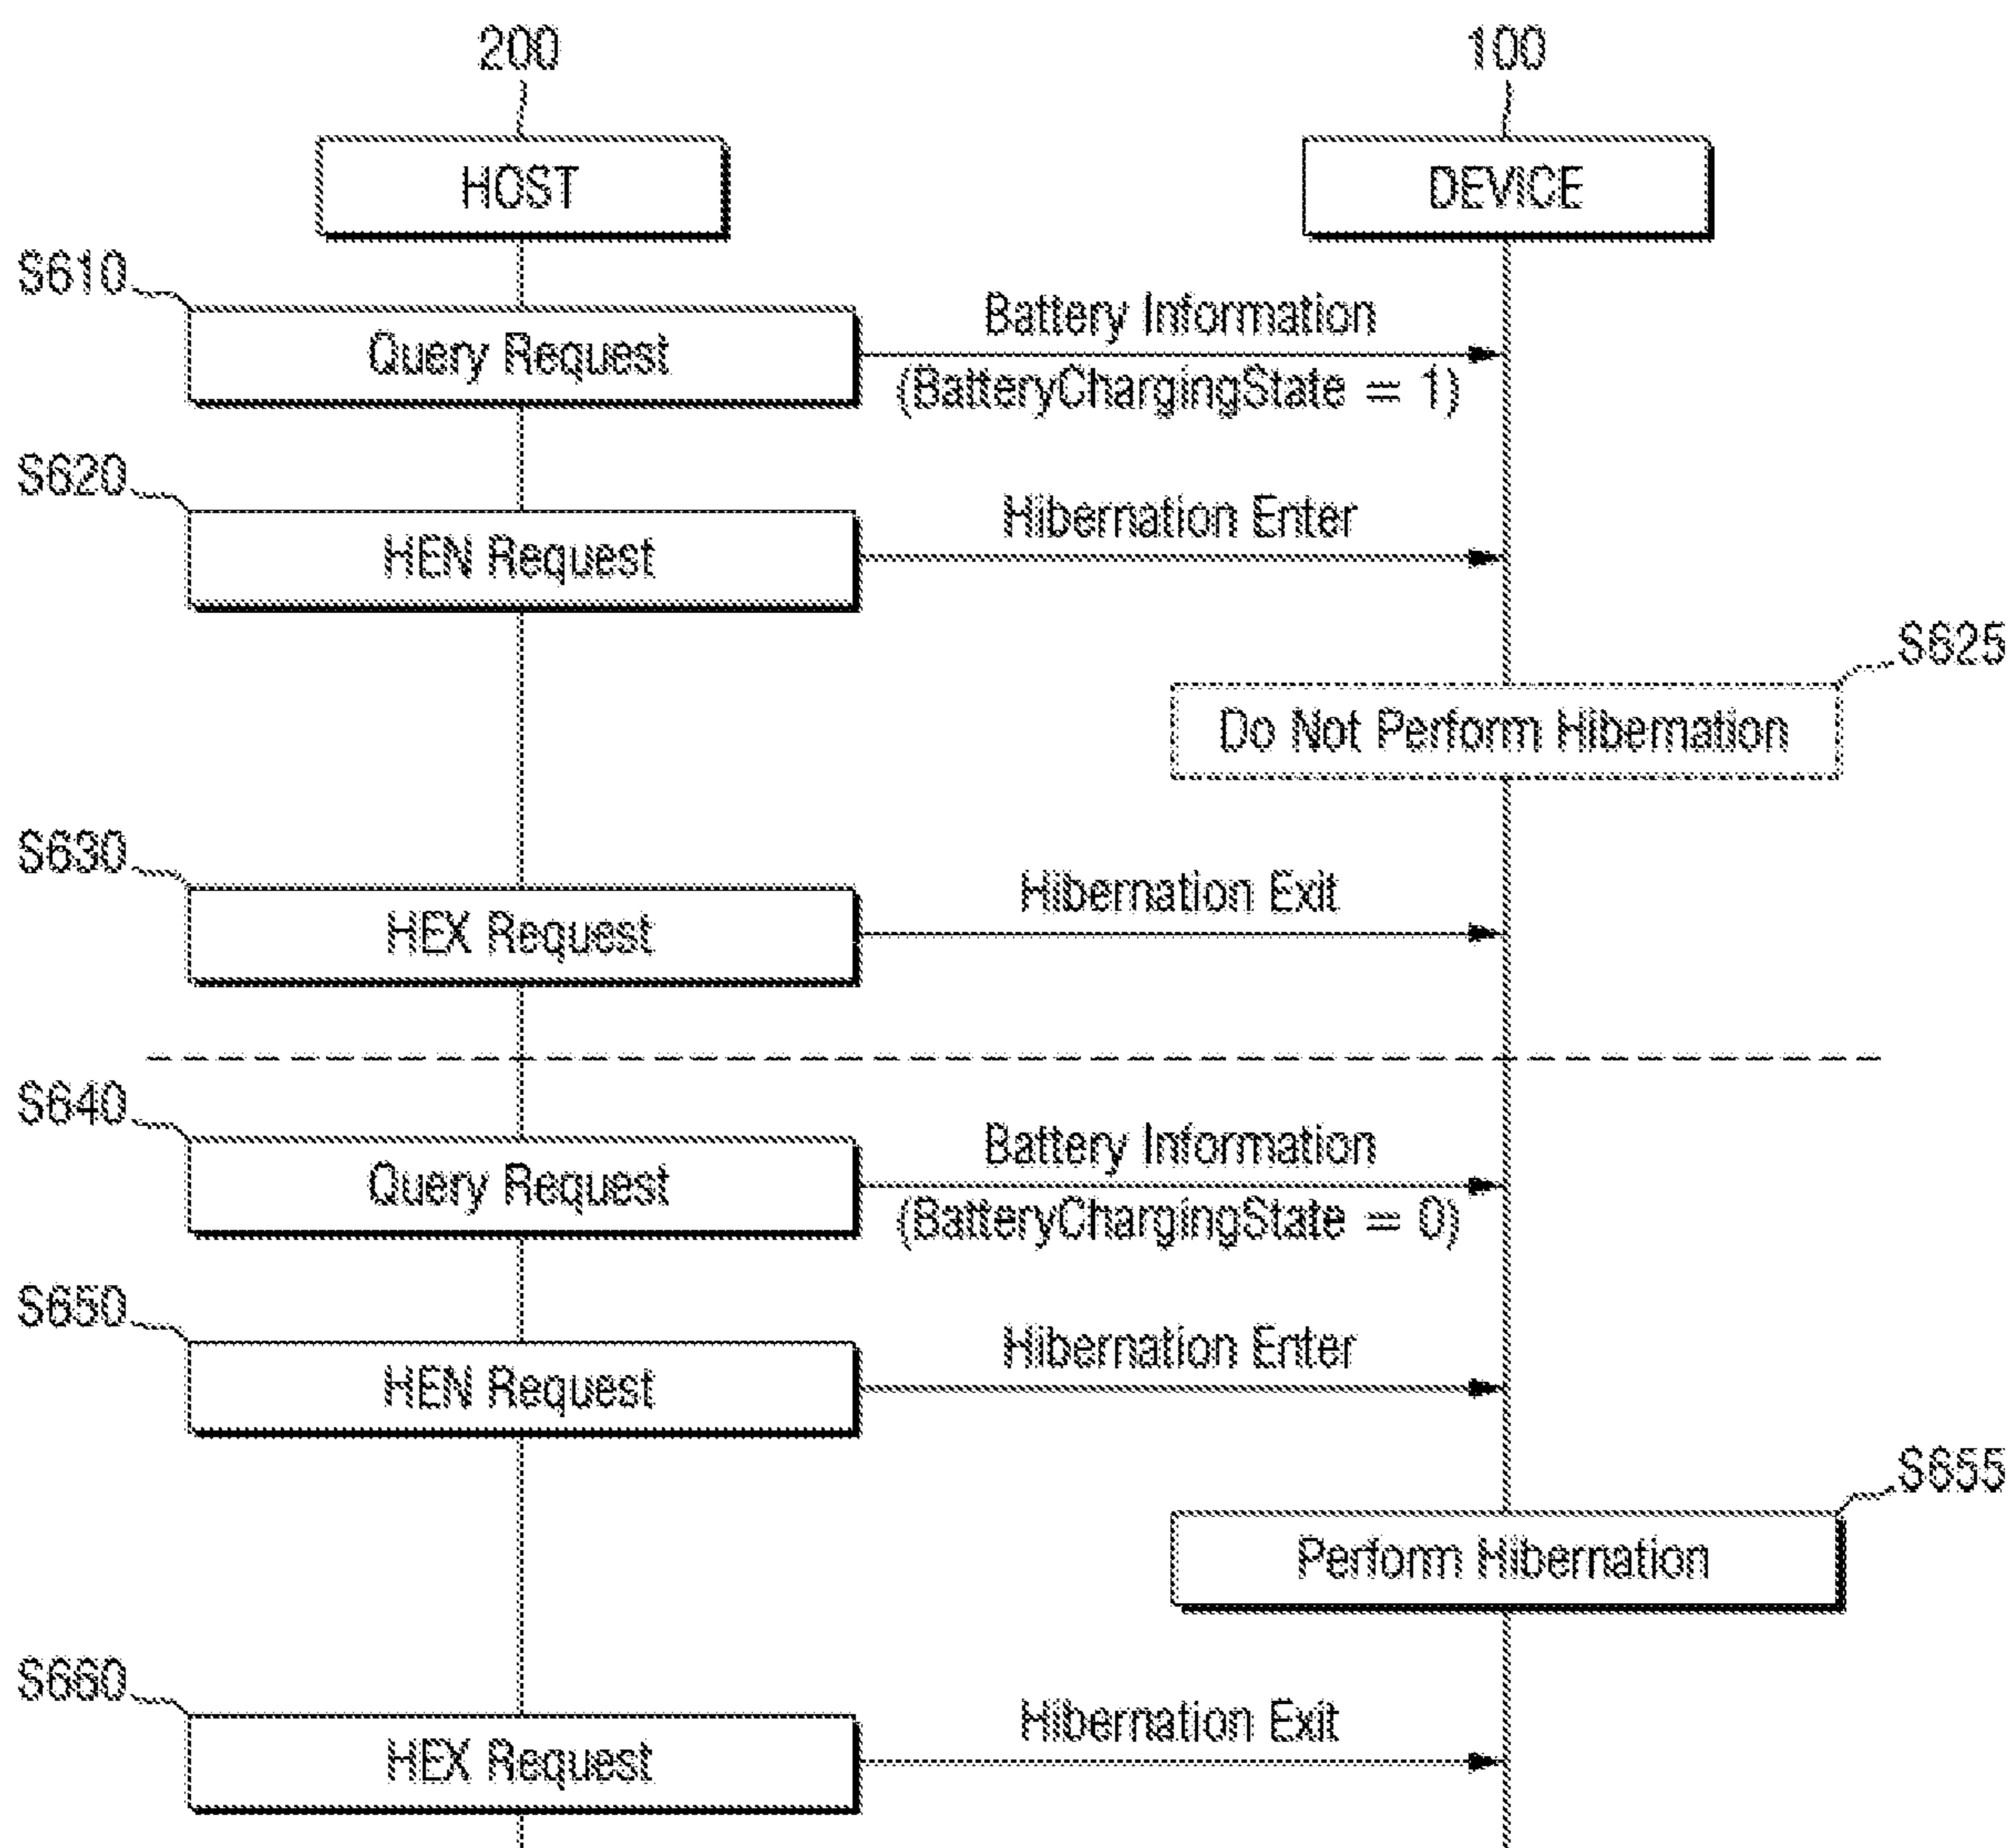 200
100
HOST
DEVICE
S610
Query Request
Battery Information
(BatteryChargingState = 1)
S620
HEN Request
Hibernation Enter
S625
Do Not Perform Hibernation
S630
HEX Request
Hibernation Exit
S640
Query Request
Battery Information
(BatteryChargingState = 0)
S650
HEN Request
Hibernation Enter
S655
Perform Hibernation
S660
HEX Request
Hibernation Exit